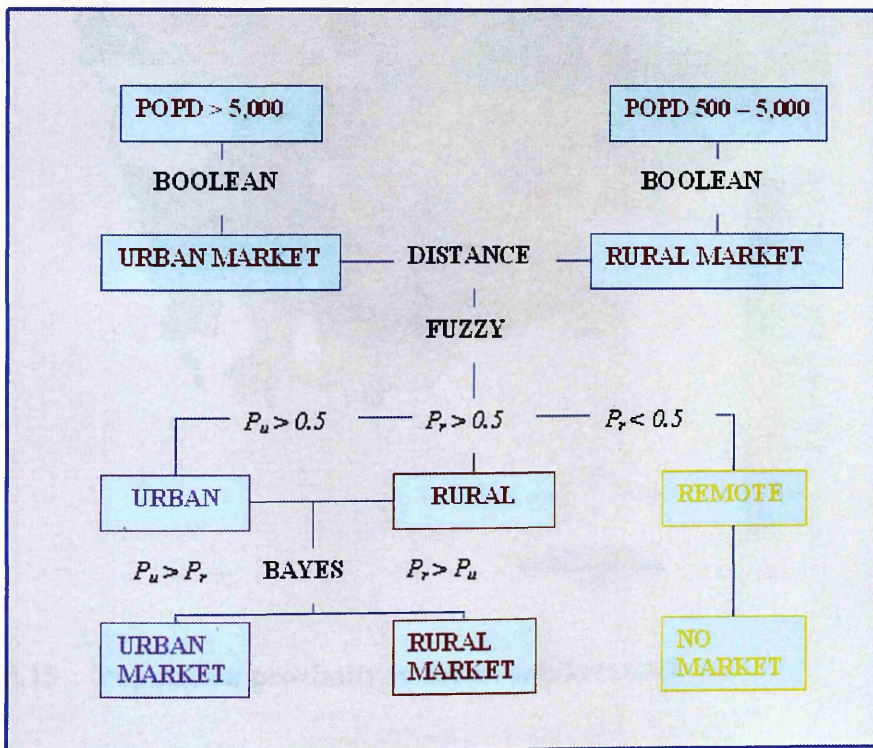 POPD > 5,000
POPD 500 – 5,000
BOOLEAN
BOOLEAN
URBAN MARKET
DISTANCE
RURAL MARKET
FUZZY
Pu > 0.5
Pr > 0.5
Pr < 0.5
URBAN
RURAL
REMOTE
Pu > Pr
BAYES
Pr > Pu
URBAN
MARKET
RURAL
MARKET
NO
MARKET
proximity